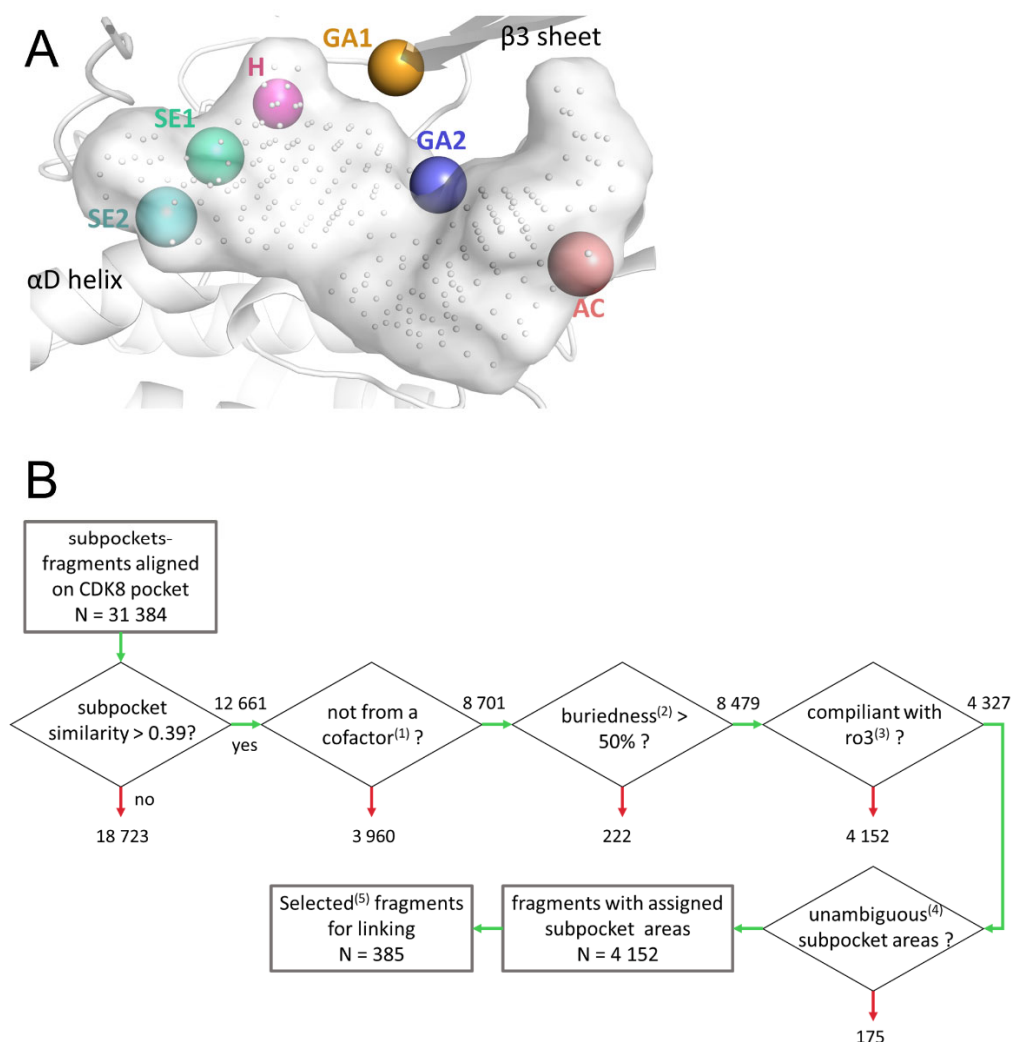 A
GA1
β3 sheet
H
SE1
GA2
SE2
αD helix
AC
B
subpockets-
fragments aligned
on CDK8 pocket
N = 31 384
subpocket
similarity > 0.39?
12 661
yes
no
18 723
not from a
cofactor(1) ?
8 701
3 960
buriedness(2) >
50% ?
8 479
222
compiliant with
ro3(3) ?
4 327
4 152
unambiguous(4)
subpocket areas ?
175
fragments with assigned
subpocket areas
N = 4 152
Selected(5) fragments
for linking
N = 385